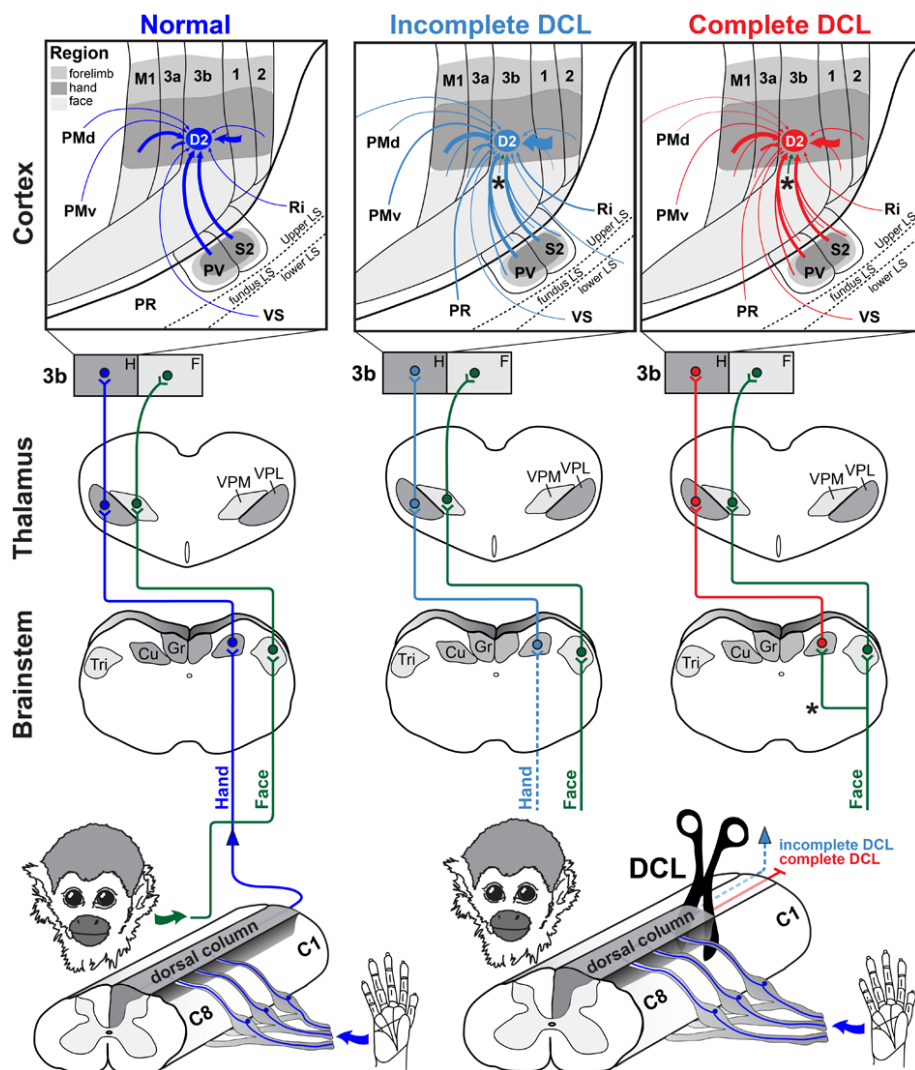 Normal
Incomplete DCL
Complete DCL
Cortex
Region
forelimb
hand
face
M1 3a 3b 1 2
PMd
D2
PMv
Ri
S2
PV
Upper LS
fundus LS
lower LS
PR
VS
M1 3a 3b 1 2
PMd
D2
*
PMv
Ri
S2
PV
Upper LS
fundus LS
lower LS
PR
VS
M1 3a 3b 1 2
PMd
D2
*
PMv
Ri
S2
PV
Upper LS
fundus LS
lower LS
PR
VS
3b H F
3b H F
3b H F
Thalamus
VPM VPL
VPM VPL
VPM VPL
Brainstem
Tri Cu Gr
Tri Cu Gr
Tri Cu Gr
*
Hand
Face
Hand
Face
Face
DCL
incomplete DCL
complete DCL
dorsal column
C1
C8
dorsal column
C1
C8